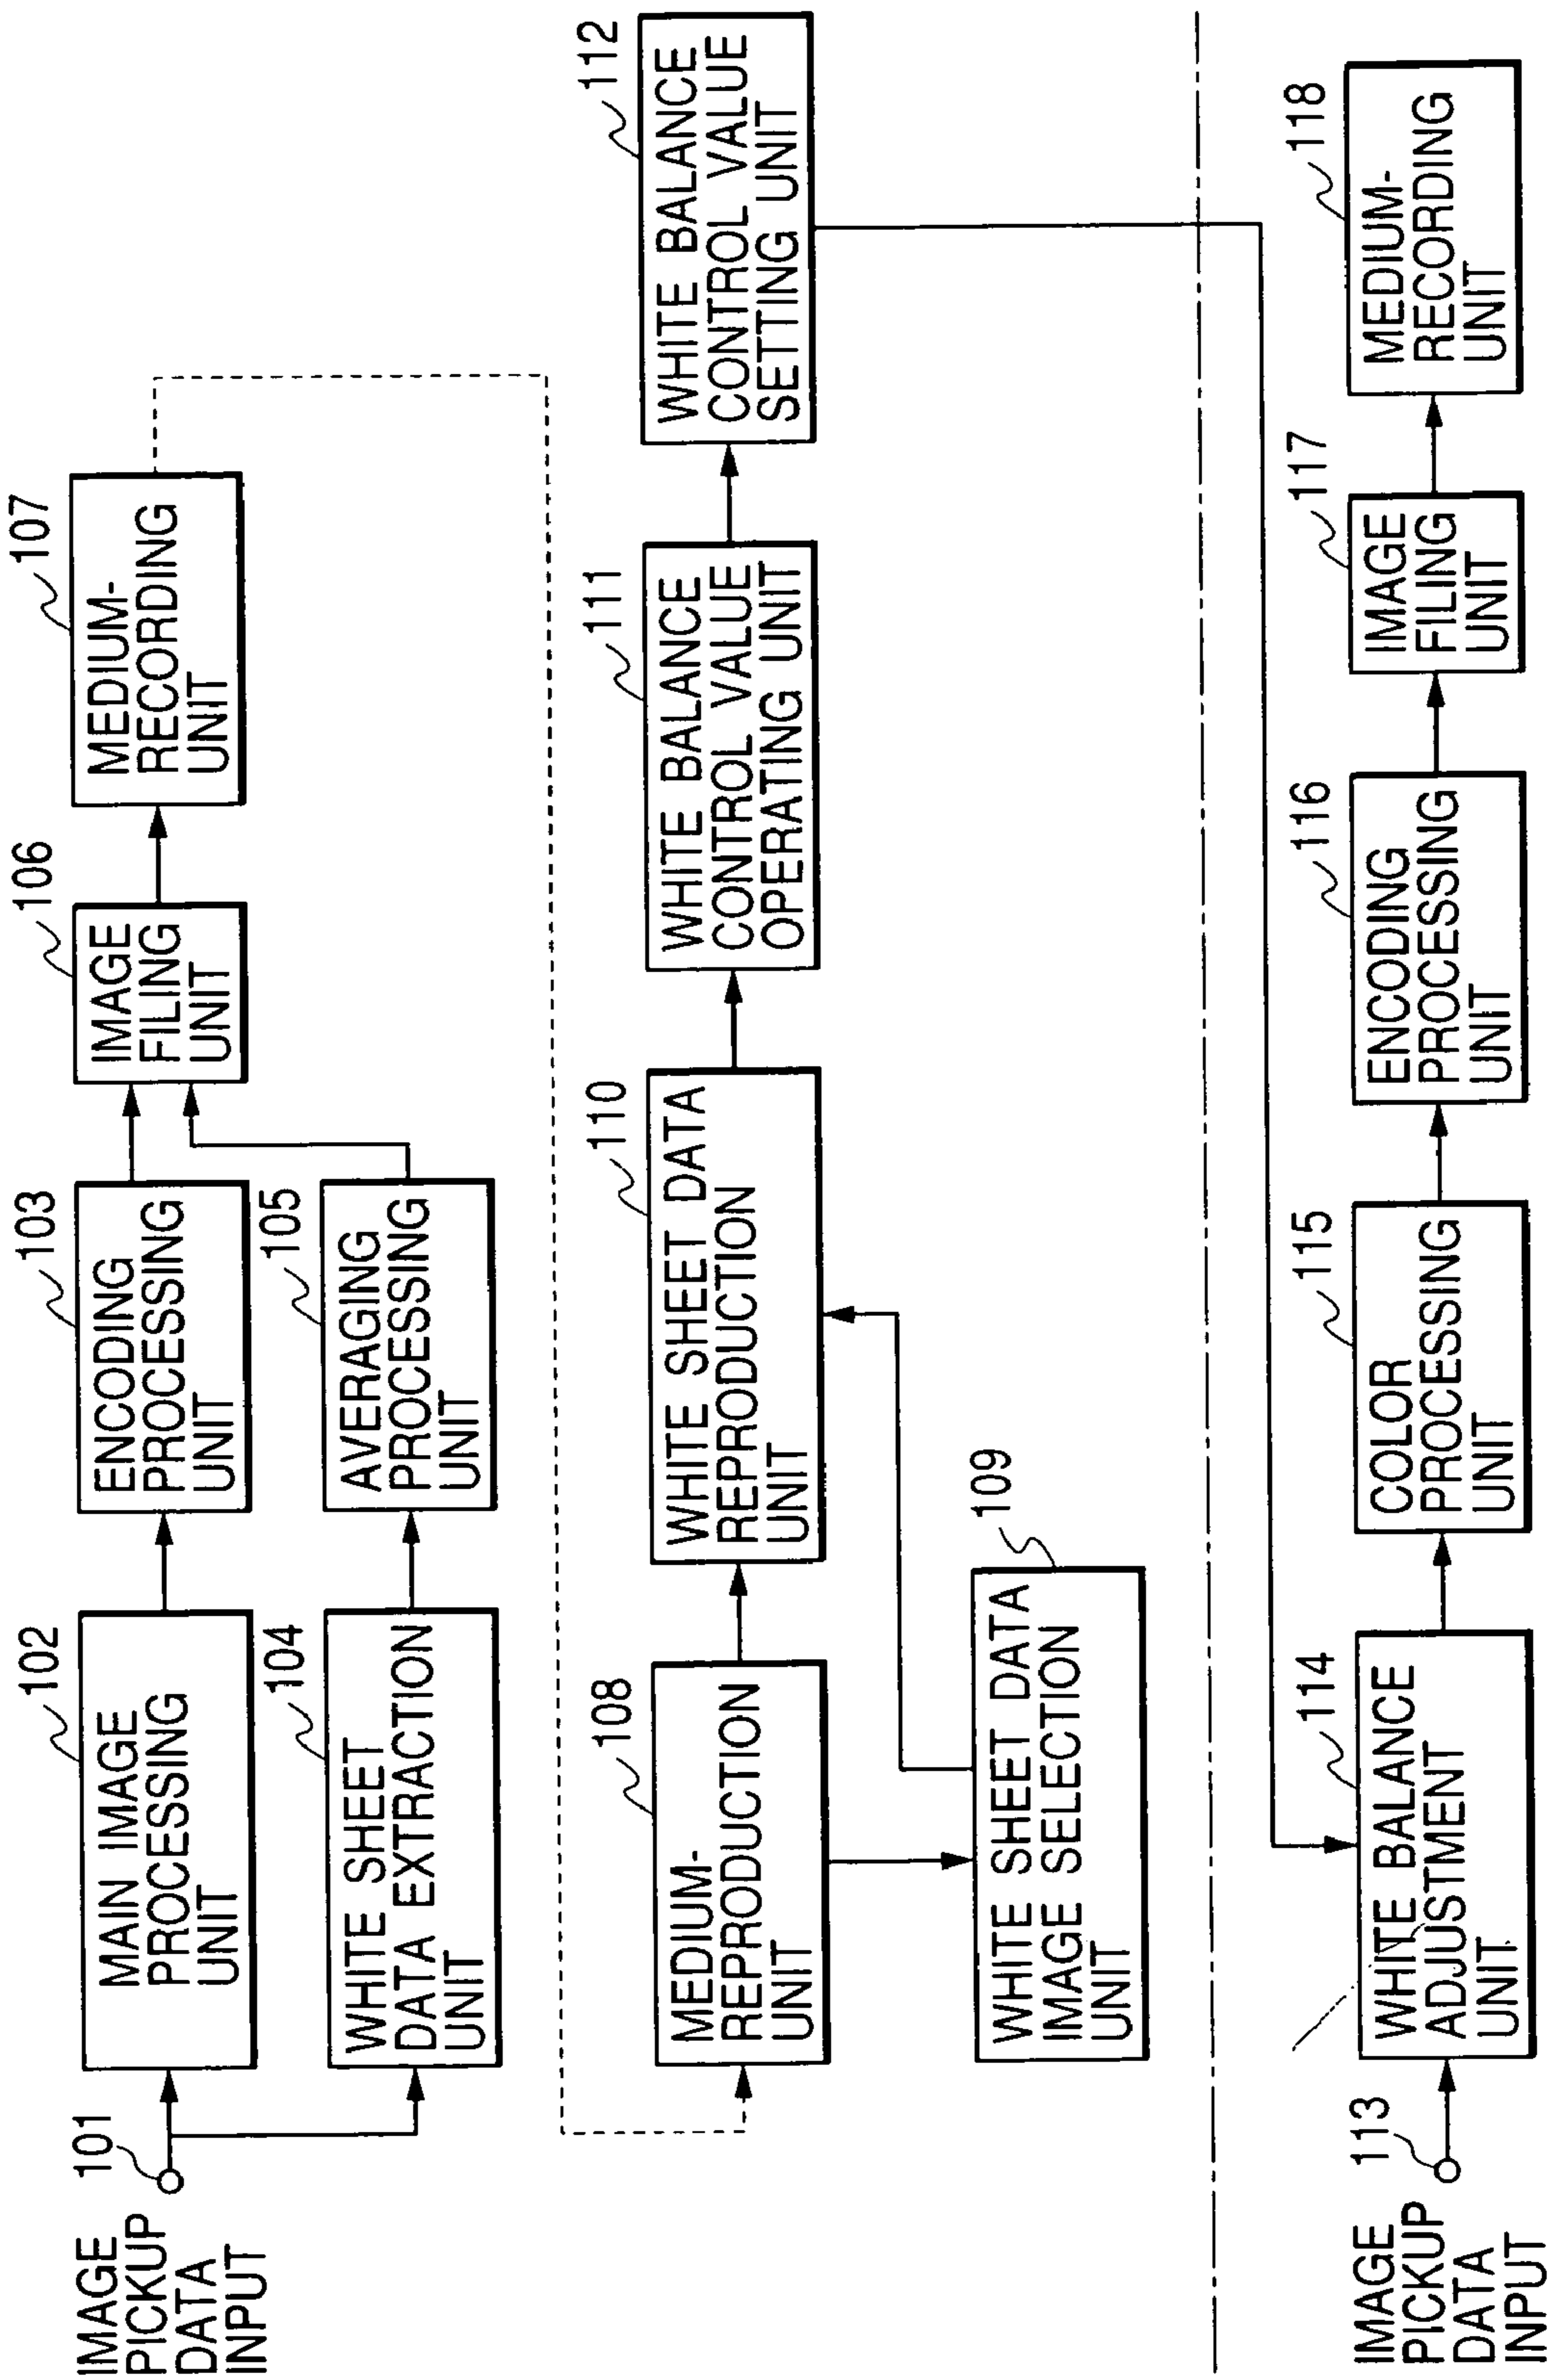 IMAGE
PICKUP
DATA
INPUT
101
102
MAIN IMAGE
PROCESSING
UNIT
103
ENCODING
PROCESSING
UNIT
104
WHITE SHEET
DATA EXTRACTION
UNIT
105
AVERAGING
PROCESSING
UNIT
106
IMAGE
FILING
UNIT
107
MEDIUM-
RECORDING
UNIT
108
MEDIUM-
REPRODUCTION
UNIT
109
WHITE SHEET DATA
IMAGE SELECTION
UNIT
110
WHITE SHEET DATA
REPRODUCTION
UNIT
111
WHITE BALANCE
CONTROL VALUE
OPERATING UNIT
112
WHITE BALANCE
CONTROL VALUE
SETTING UNIT
IMAGE
PICKUP
DATA
INPUT
113
114
WHITE BALANCE
ADJUSTMENT
UNIT
115
COLOR
PROCESSING
UNIT
116
ENCODING
PROCESSING
UNIT
117
IMAGE
FILING
UNIT
118
MEDIUM-
RECORDING
UNIT